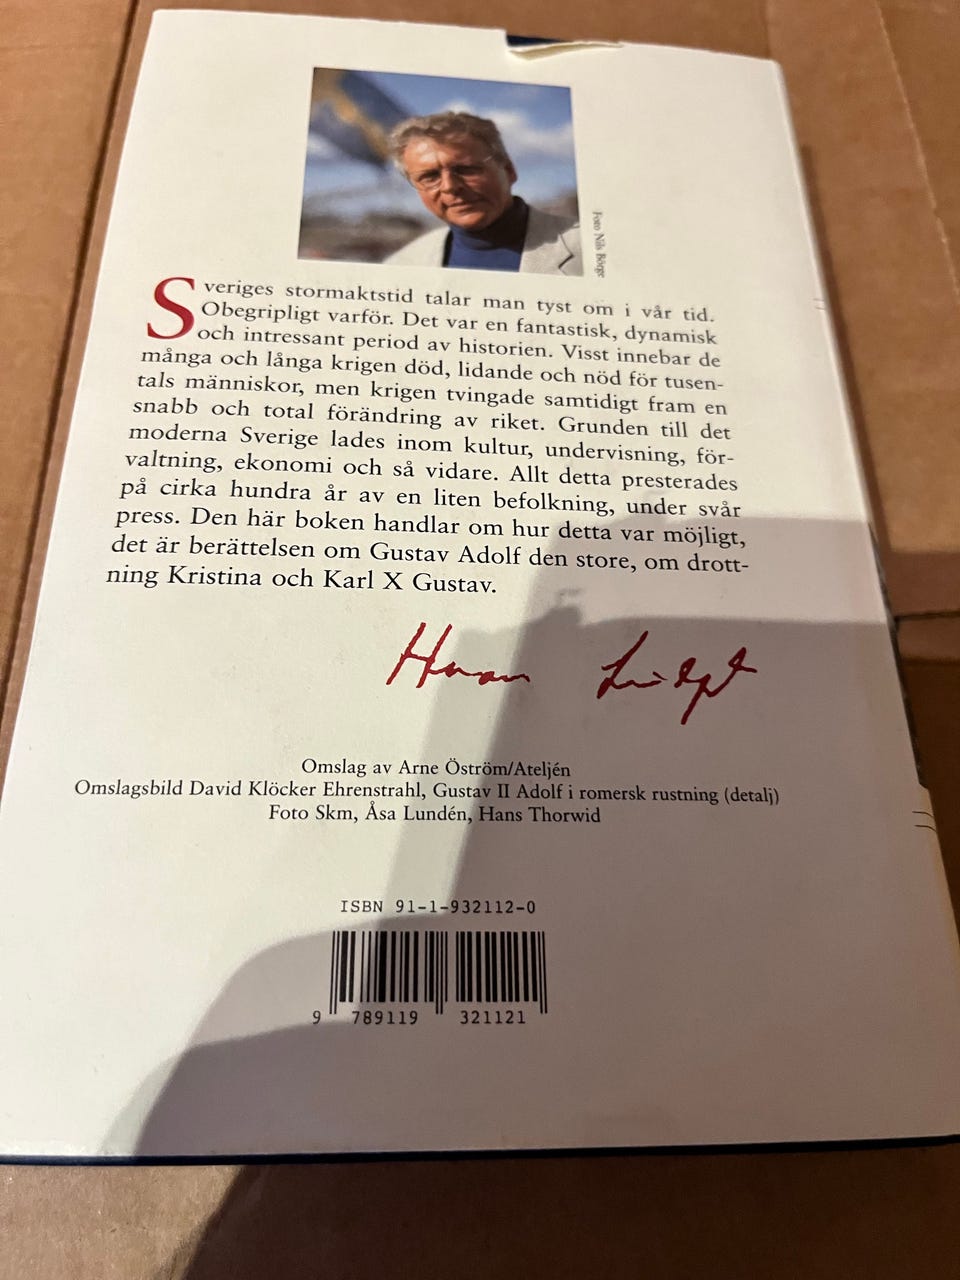 Foto Nils Börge
Sveriges stormaktstid talar man tyst om i vår tid.
Obegripligt varför. Det var en fantastisk, dynamisk
och intressant period av historien. Visst innebar de
många och långa krigen död, lidande och nöd för tusen-
tals människor, men krigen tvingade samtidigt fram en
snabb och total förändring av riket. Grunden till det
moderna Sverige lades inom kultur, undervisning, för-
valtning, ekonomi och så vidare. Allt detta presterades
på cirka hundra år av en liten befolkning, under svår
press. Den här boken handlar om hur detta var möjligt,
det är berättelsen om Gustav Adolf den store, om drott-
ning Kristina och Karl X Gustav.
Omslag av Arne Öström/Ateljén
Omslagsbild David Klöcker Ehrenstrahl, Gustav II Adolf i romersk rustning (detalj)
Foto Skm, Åsa Lundén, Hans Thorwid
ISBN 91-1-932112-0
9 789119 321121